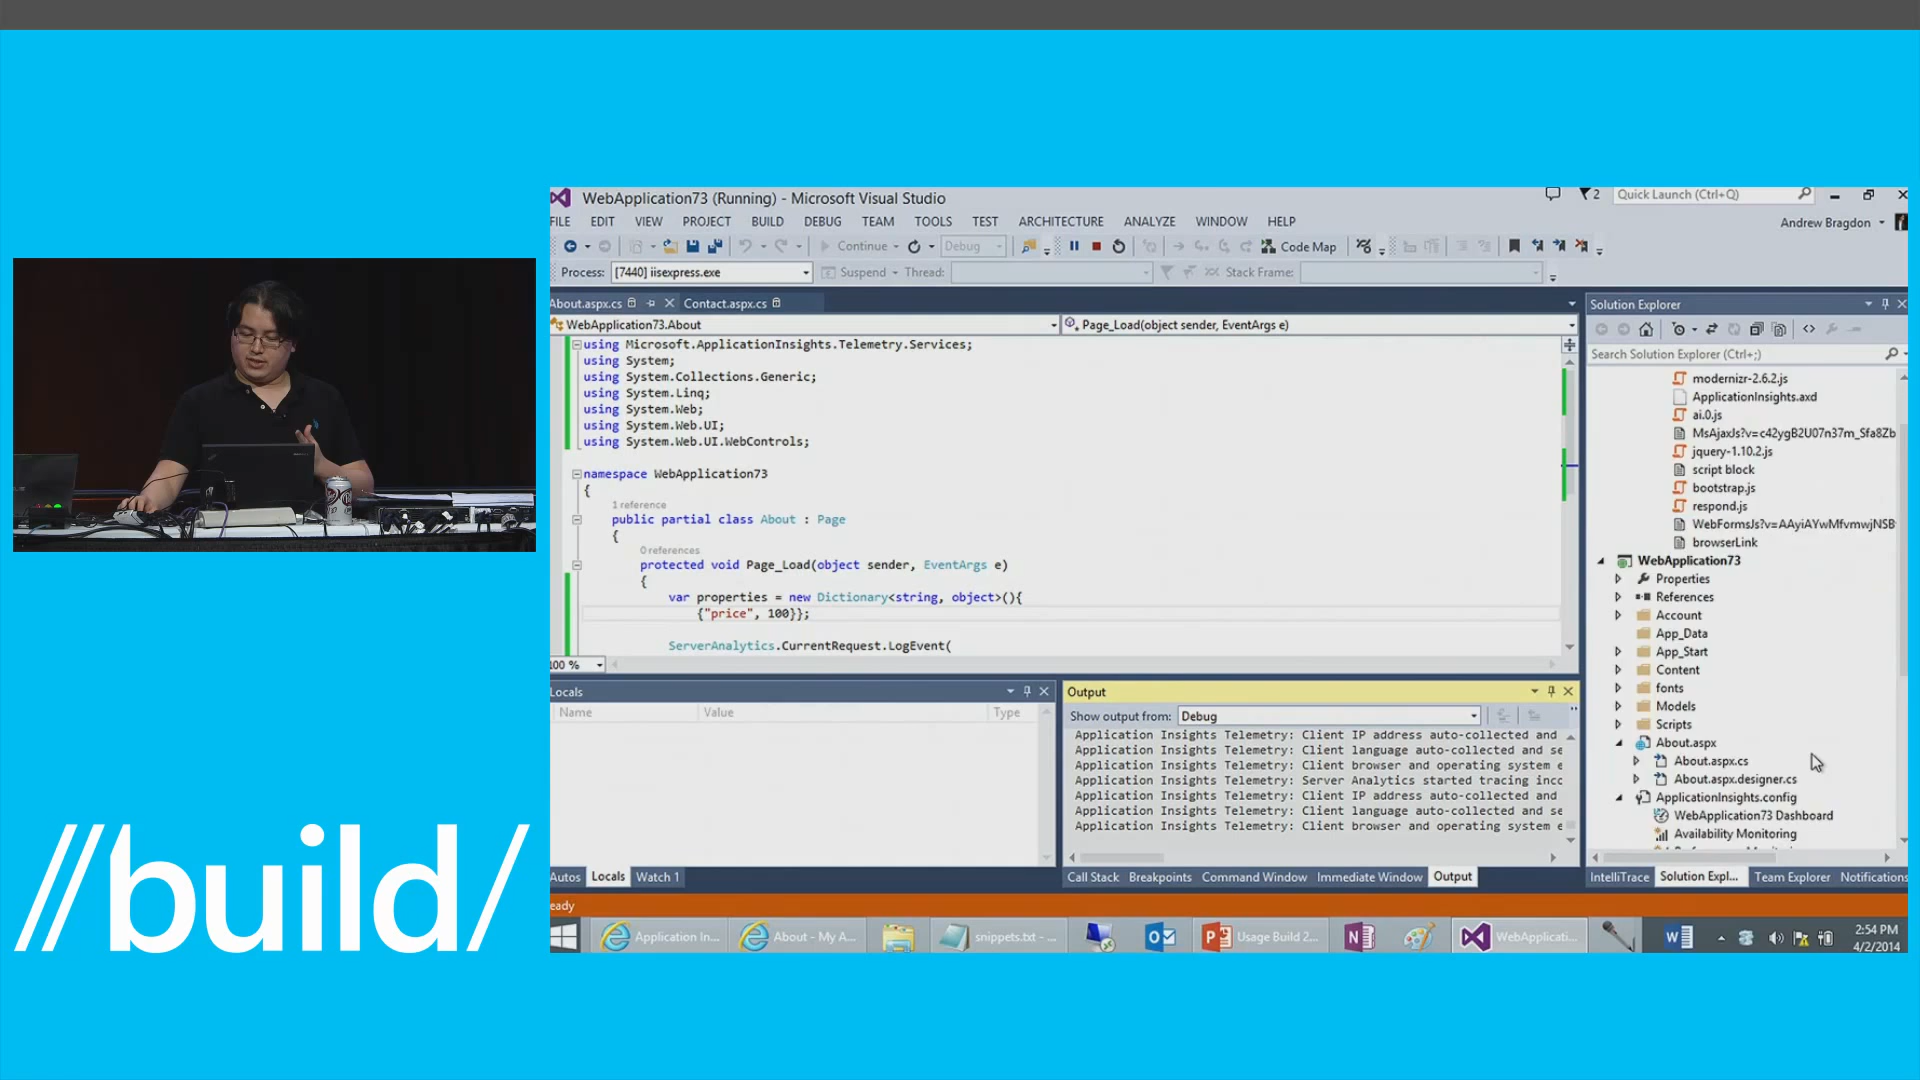 WebApplication73 (Running) - Microsoft Visual Studio
2
Quick Launch (Ctrl+Q)
FILE EDIT VIEW PROJECT BUILD DEBUG TEAM TOOLS TEST ARCHITECTURE ANALYZE WINDOW HELP
Andrew Bragdon
Continue Debug Code Map
Process: [7440] iisexpress.exe Suspend Thread: Stack Frame:
About.aspx.cs Contact.aspx.cs
WebApplication73.About Page_Load(object sender, EventArgs e)
using Microsoft.ApplicationInsights.Telemetry.Services;
using System;
using System.Collections.Generic;
using System.Linq;
using System.Web;
using System.Web.UI;
using System.Web.UI.WebControls;
namespace WebApplication73
{
1 reference
public partial class About : Page
{
0 references
protected void Page_Load(object sender, EventArgs e)
{
var properties = new Dictionary<string, object>(){
{"price", 100}};
ServerAnalytics.CurrentRequest.LogEvent(
100 %
Locals
Name Value Type
Autos Locals Watch 1
Output
Show output from: Debug
Application Insights Telemetry: Client IP address auto-collected and
Application Insights Telemetry: Client language auto-collected and se
Application Insights Telemetry: Client browser and operating system e
Application Insights Telemetry: Server Analytics started tracing inco
Application Insights Telemetry: Client IP address auto-collected and
Application Insights Telemetry: Client language auto-collected and se
Application Insights Telemetry: Client browser and operating system e
Call Stack Breakpoints Command Window Immediate Window Output
Solution Explorer
Search Solution Explorer (Ctrl+;)
modernizr-2.6.2.js
ApplicationInsights.axd
ai.0.js
MsAjaxJs?v=c42ygB2U07n37m_Sfa8Zb
jquery-1.10.2.js
script block
bootstrap.js
respond.js
WebFormsJs?v=AAyiAYwMfvmwjNSB
browserLink
WebApplication73
Properties
References
Account
App_Data
App_Start
Content
fonts
Models
Scripts
About.aspx
About.aspx.cs
About.aspx.designer.cs
ApplicationInsights.config
WebApplication73 Dashboard
Availability Monitoring
IntelliTrace Solution Expl... Team Explorer Notifications
eady
Application In... About - My A... snippets.txt - ... Usage Build 2... WebApplicati...
2:54 PM
4/2/2014
//build/